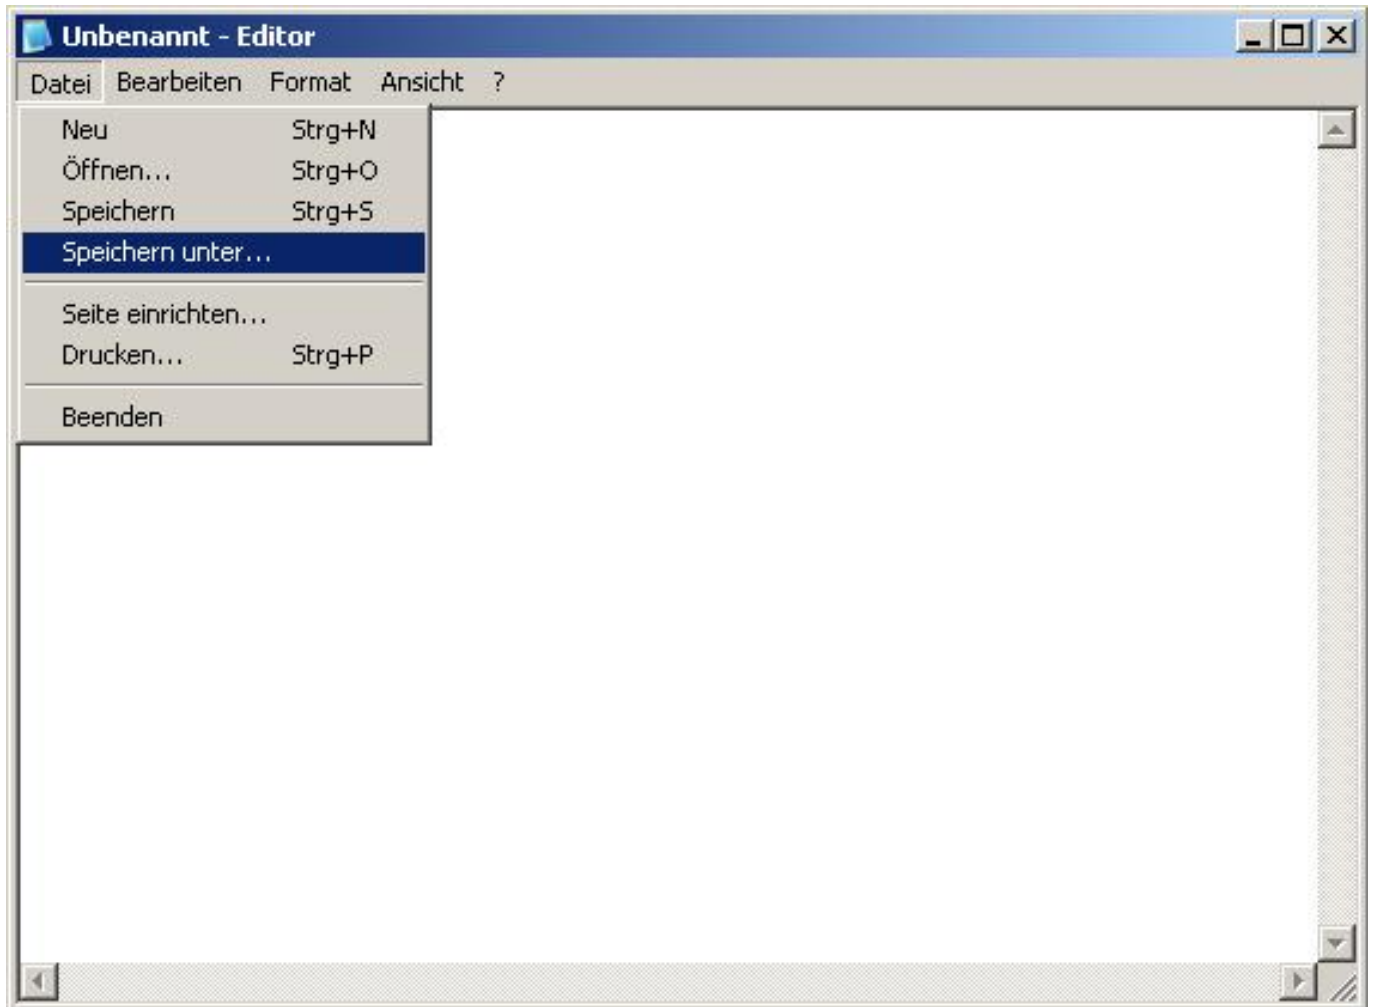 Unbenannt - Editor
Datei Bearbeiten Format Ansicht ?
Neu Strg+N
Öffnen... Strg+O
Speichern Strg+S
Speichern unter...
Seite einrichten...
Drucken... Strg+P
Beenden